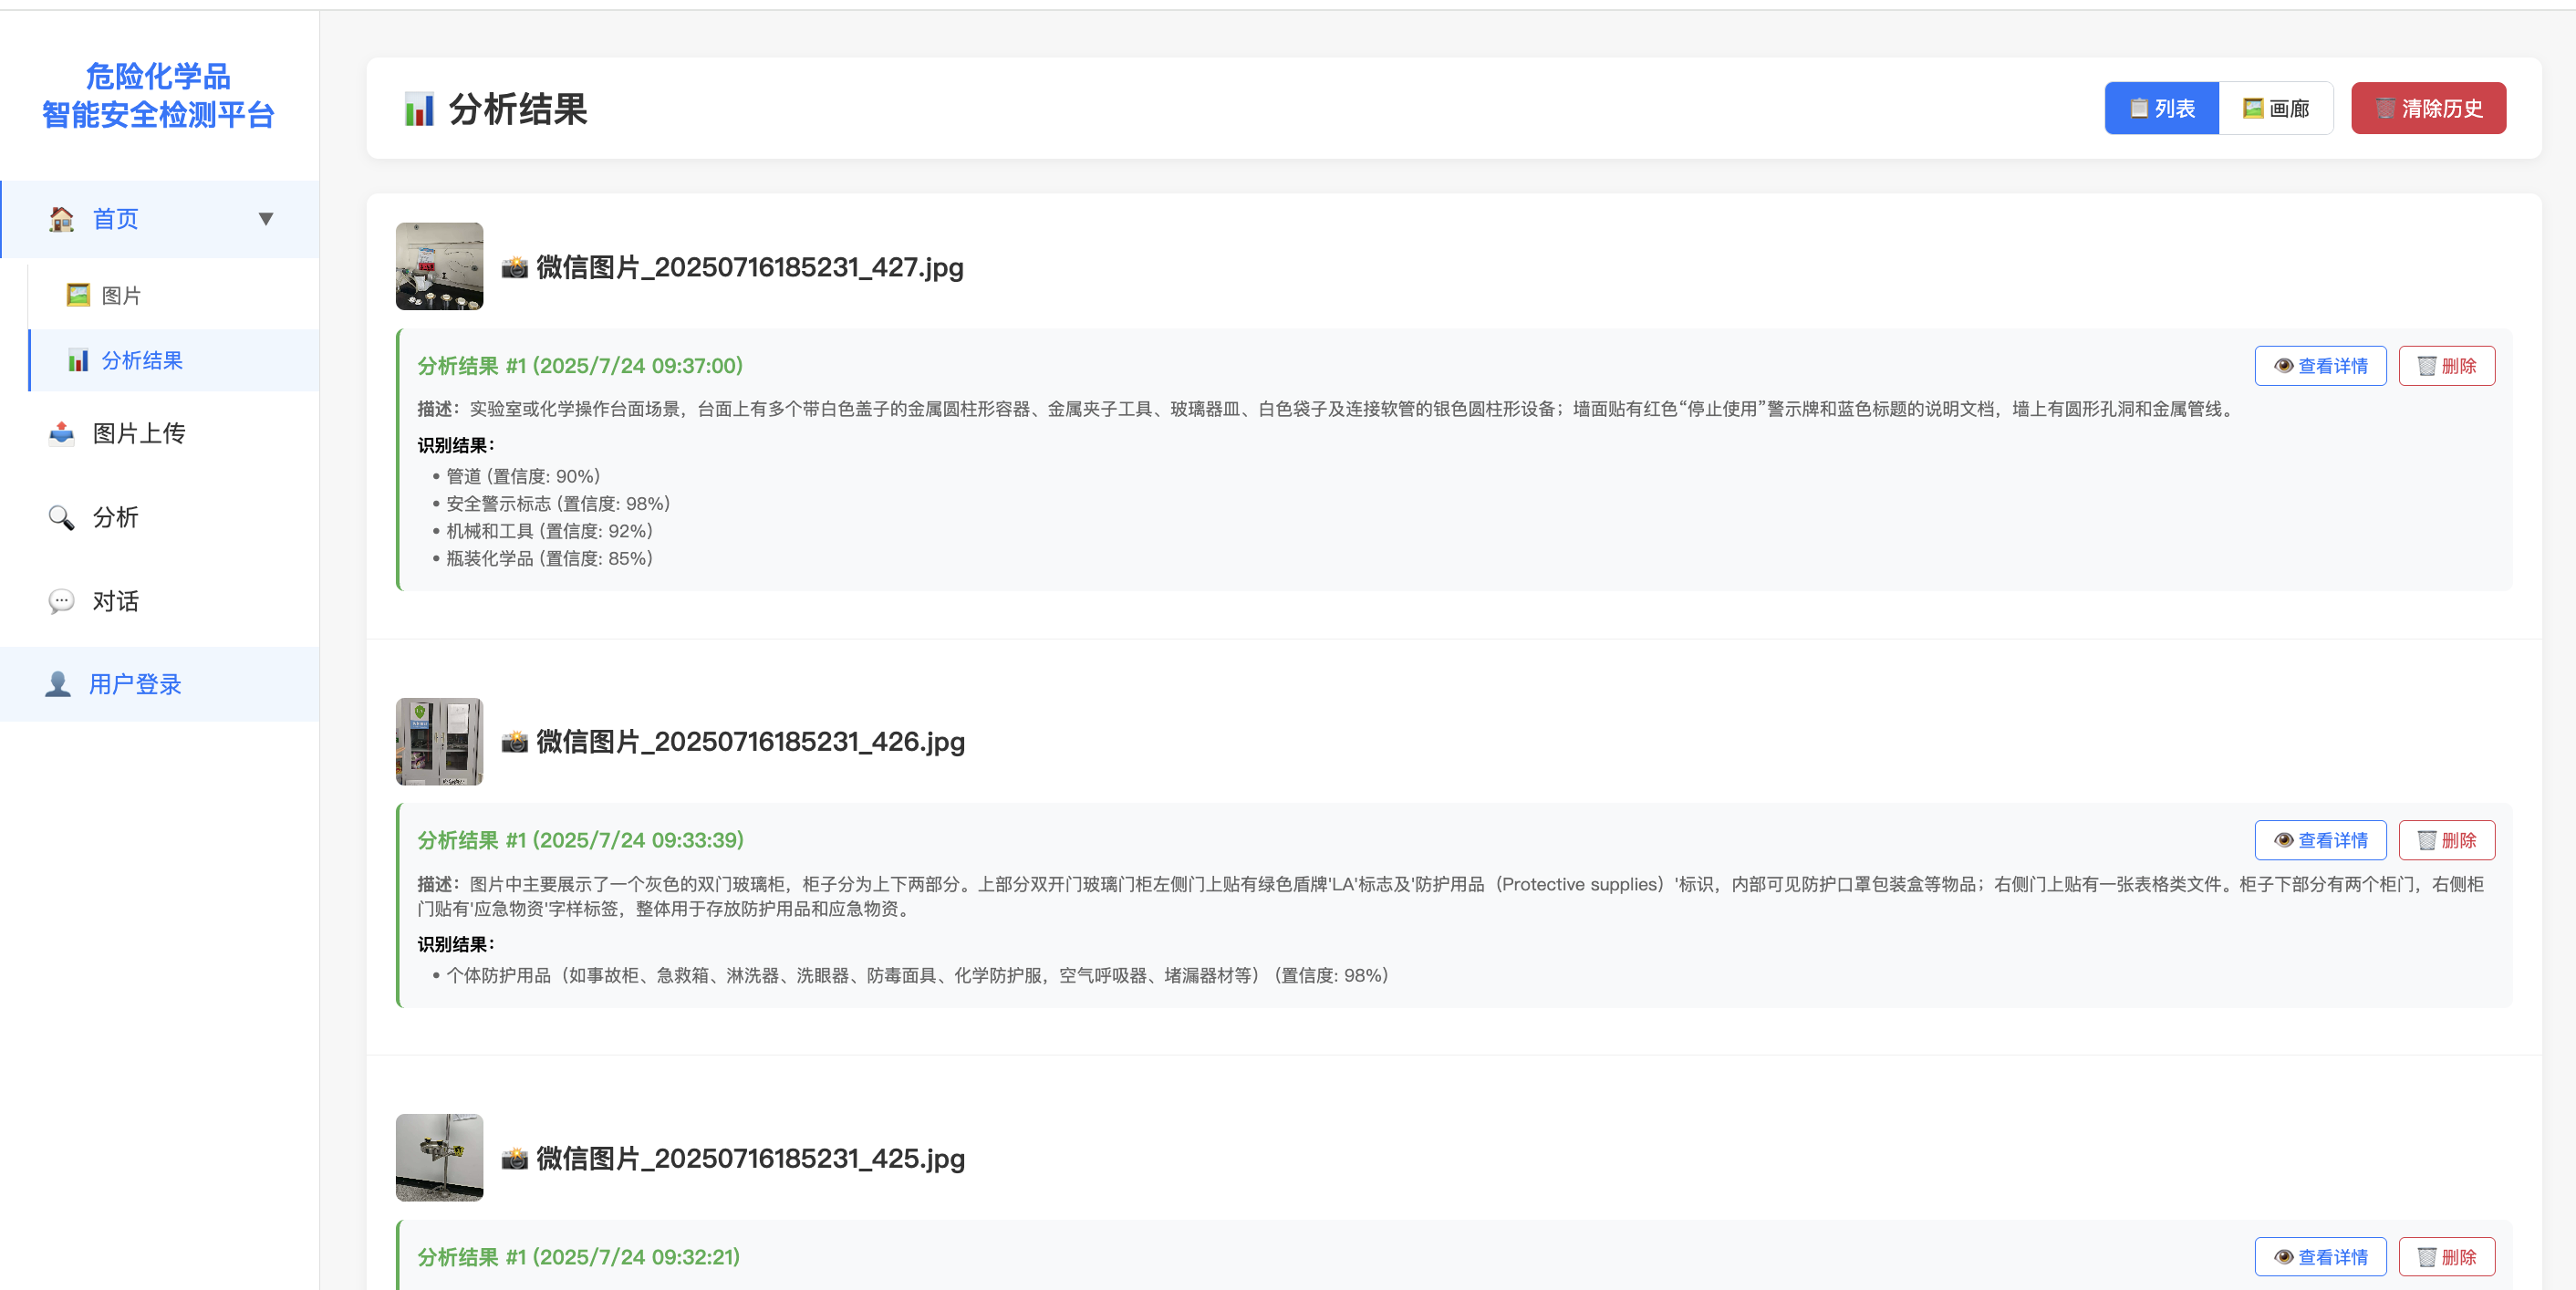 危险化学品
智能安全检测平台
首页
图片
分析结果
图片上传
分析
对话
用户登录
分析结果
列表
画廊
清除历史
微信图片_20250716185231_427.jpg
分析结果 #1 (2025/7/24 09:37:00)
查看详情
删除
描述：实验室或化学操作台面场景，台面上有多个带白色盖子的金属圆柱形容器、金属夹子工具、玻璃器皿、白色袋子及连接软管的银色圆柱形设备；墙面贴有红色“停止使用”警示牌和蓝色标题的说明文档，墙上有圆形孔洞和金属管线。
识别结果：
• 管道 (置信度: 90%)
• 安全警示标志 (置信度: 98%)
• 机械和工具 (置信度: 92%)
• 瓶装化学品 (置信度: 85%)
微信图片_20250716185231_426.jpg
分析结果 #1 (2025/7/24 09:33:39)
查看详情
删除
描述：图片中主要展示了一个灰色的双门玻璃柜，柜子分为上下两部分。上部分双开门玻璃门柜左侧门上贴有绿色盾牌'LA'标志及'防护用品（Protective supplies）'标识，内部可见防护口罩包装盒等物品；右侧门上贴有一张表格类文件。柜子下部分有两个柜门，右侧柜
门贴有'应急物资'字样标签，整体用于存放防护用品和应急物资。
识别结果：
• 个体防护用品（如事故柜、急救箱、淋洗器、洗眼器、防毒面具、化学防护服，空气呼吸器、堵漏器材等） (置信度: 98%)
微信图片_20250716185231_425.jpg
分析结果 #1 (2025/7/24 09:32:21)
查看详情
删除